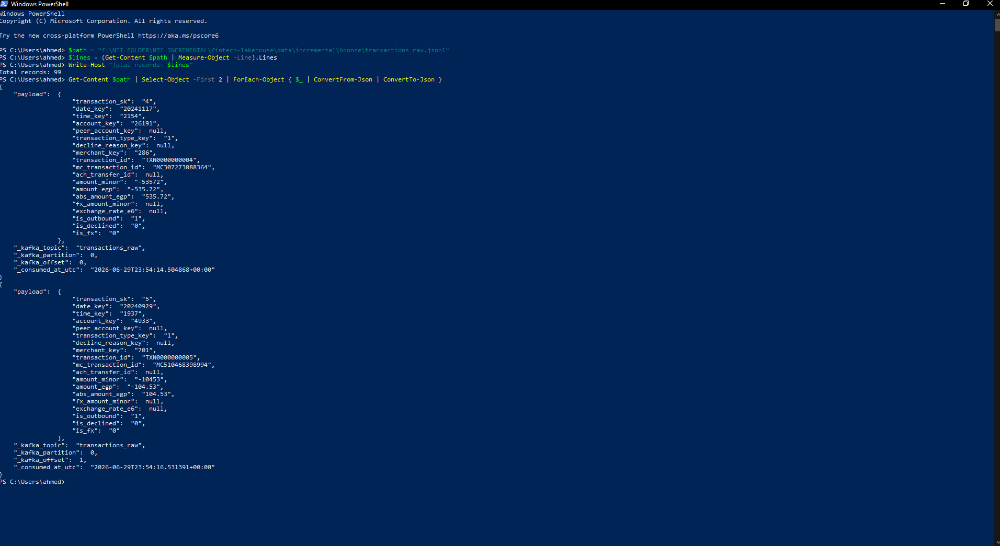 Windows PowerShell
Windows PowerShell
Copyright (C) Microsoft Corporation. All rights reserved.
Try the new cross-platform PowerShell https://aka.ms/pscore6
PS C:\Users\ahmed> $path = "f:\NTI FOLDER\NTI INCREMENTAL\fintech-lakehouse\data\incremental\bronze\transactions_raw.jsonl"
PS C:\Users\ahmed> $lines = (Get-Content $path | Measure-Object -Line).Lines
PS C:\Users\ahmed> Write-Host "Total records: $lines"
Total records: 99
PS C:\Users\ahmed> Get-Content $path | Select-Object -First 2 | ForEach-Object { $_ | ConvertFrom-Json | ConvertTo-Json }
{
    "payload":  {
                    "transaction_sk":  "4",
                    "date_key":  "20241117",
                    "time_key":  "2154",
                    "account_key":  "26191",
                    "peer_account_key":  null,
                    "transaction_type_key":  "1",
                    "decline_reason_key":  null,
                    "merchant_key":  "286",
                    "transaction_id":  "TXN0000000004",
                    "mc_transaction_id":  "MC307273088364",
                    "ach_transfer_id":  null,
                    "amount_minor":  "-53572",
                    "amount_egp":  "-535.72",
                    "abs_amount_egp":  "535.72",
                    "fx_amount_minor":  null,
                    "exchange_rate_e6":  null,
                    "is_outbound":  "1",
                    "is_declined":  "0",
                    "is_fx":  "0"
                },
    "_kafka_topic":  "transactions_raw",
    "_kafka_partition":  0,
    "_kafka_offset":  0,
    "_consumed_at_utc":  "2026-06-29T23:54:14.504868+00:00"
}
{
    "payload":  {
                    "transaction_sk":  "5",
                    "date_key":  "20240929",
                    "time_key":  "1937",
                    "account_key":  "4933",
                    "peer_account_key":  null,
                    "transaction_type_key":  "1",
                    "decline_reason_key":  null,
                    "merchant_key":  "701",
                    "transaction_id":  "TXN0000000005",
                    "mc_transaction_id":  "MC510468398994",
                    "ach_transfer_id":  null,
                    "amount_minor":  "-10453",
                    "amount_egp":  "-104.53",
                    "abs_amount_egp":  "104.53",
                    "fx_amount_minor":  null,
                    "exchange_rate_e6":  null,
                    "is_outbound":  "1",
                    "is_declined":  "0",
                    "is_fx":  "0"
                },
    "_kafka_topic":  "transactions_raw",
    "_kafka_partition":  0,
    "_kafka_offset":  1,
    "_consumed_at_utc":  "2026-06-29T23:54:16.531391+00:00"
}
PS C:\Users\ahmed>